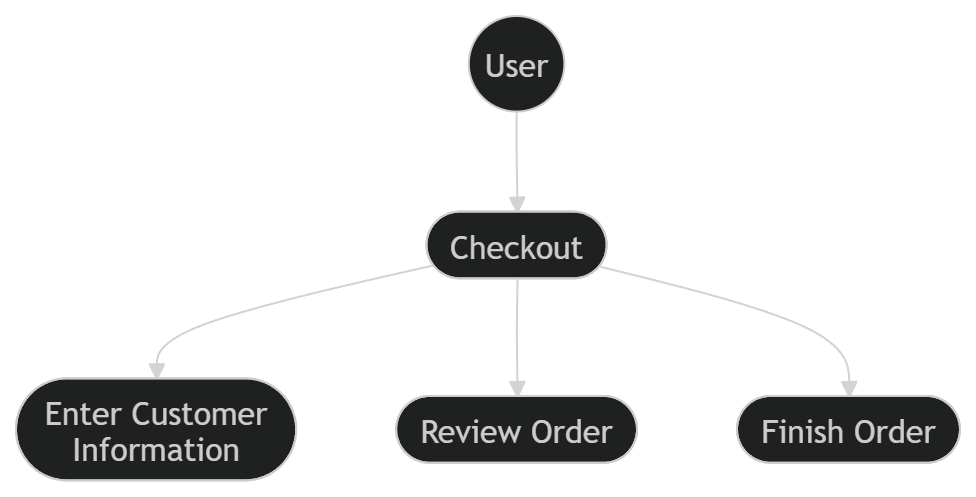 User
Checkout
Enter Customer
Information
Review Order
Finish Order